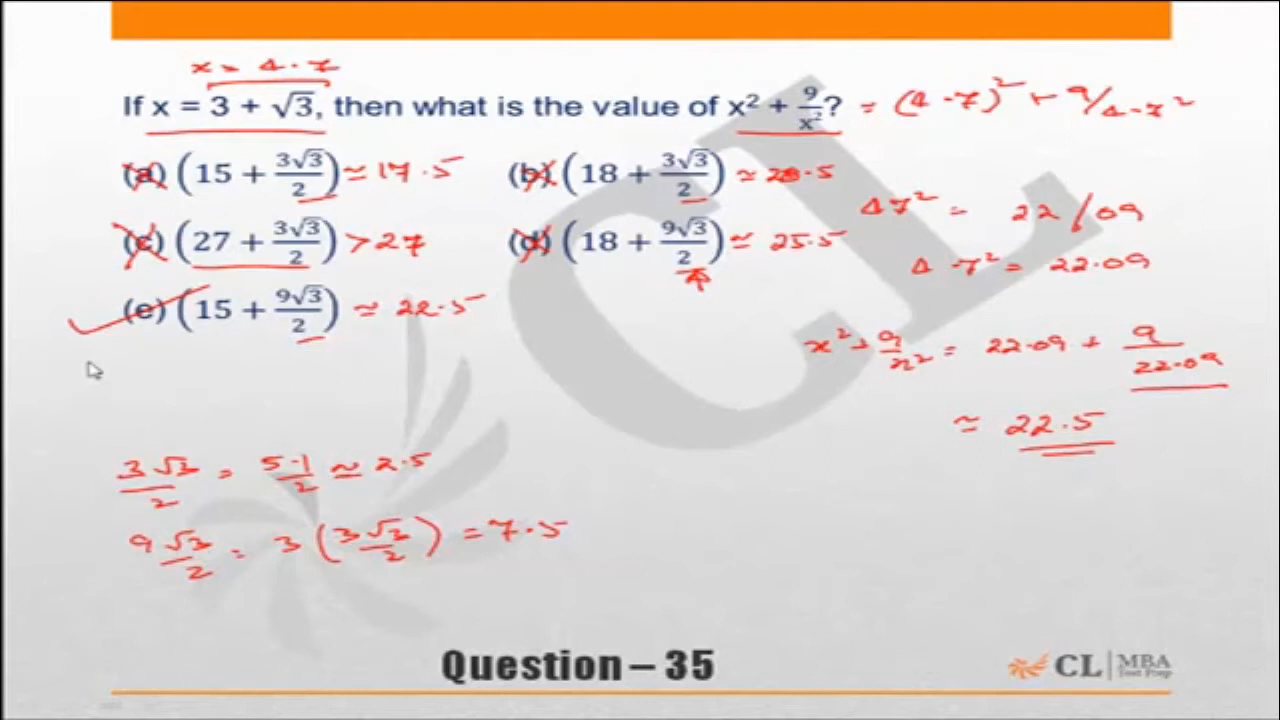 x = 4.7
If x = 3 + √3, then what is the value of x² + 9/x²? = (4.7)² + 9/4.7²
(a) (15 + 3√3/2) ≃ 17.5 (b) (18 + 3√3/2) ≃ 20.5
47² = 22/09
(c) (27 + 3√3/2) > 27 (d) (18 + 9√3/2) ≃ 25.5
4.7² = 22.09
(e) (15 + 9√3/2) ≃ 22.5
x² + 9/x² = 22.09 + 9/22.09
≃ 22.5
3√3/2 = 5.1/2 ≃ 2.5
9√3/2 = 3(3√3/2) = 7.5
CL
Question – 35
CL | MBA Test Prep